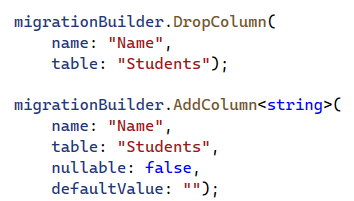 migrationBuilder.DropColumn(
    name: "Name",
    table: "Students");

migrationBuilder.AddColumn<string>(
    name: "Name",
    table: "Students",
    nullable: false,
    defaultValue: "");